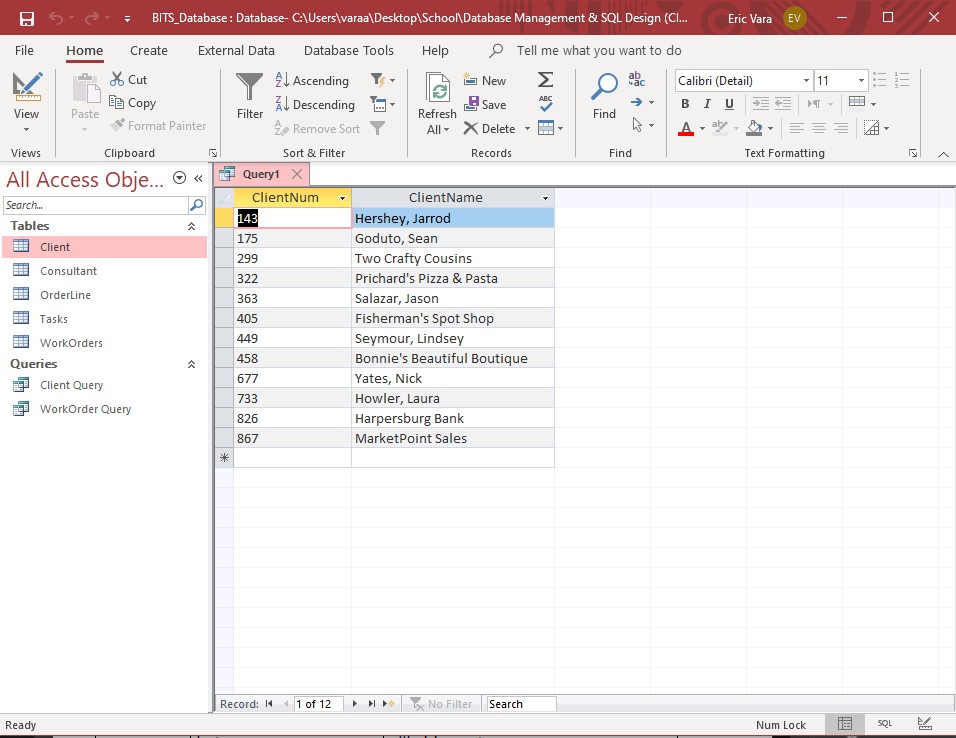 BITS_Database : Database- C:\Users\varaa\Desktop\School\Database Management & SQL Design (Cl... Eric Vara EV
File Home Create External Data Database Tools Help Tell me what you want to do
View
Paste
Cut
Copy
Format Painter
Filter
Ascending
Descending
Remove Sort
Refresh All
New
Save
Delete
Find
Calibri (Detail) 11
B I U
Views Clipboard Sort & Filter Records Find Text Formatting
All Access Obje...
Search...
Tables
Client
Consultant
OrderLine
Tasks
WorkOrders
Queries
Client Query
WorkOrder Query
Query1
ClientNum ClientName
143 Hershey, Jarrod
175 Goduto, Sean
299 Two Crafty Cousins
322 Prichard's Pizza & Pasta
363 Salazar, Jason
405 Fisherman's Spot Shop
449 Seymour, Lindsey
458 Bonnie's Beautiful Boutique
677 Yates, Nick
733 Howler, Laura
826 Harpersburg Bank
867 MarketPoint Sales
Record: 1 of 12 No Filter Search
Ready Num Lock SQL